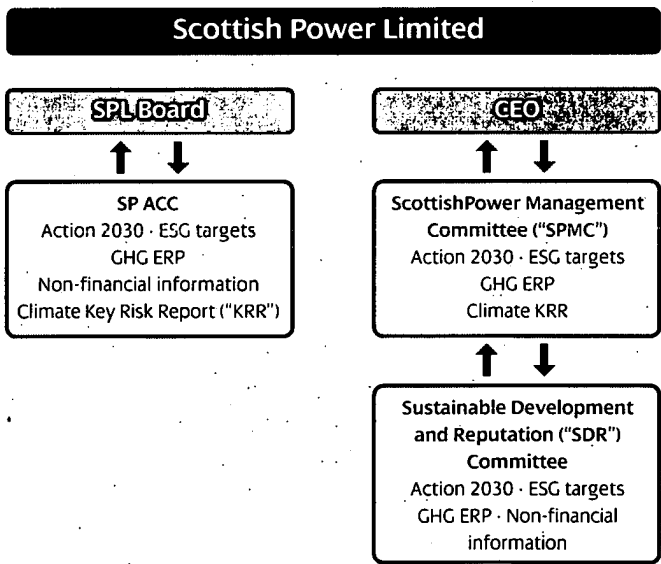 Scottish Power Limited
SPL Board
SP ACC
Action 2030 · ESG targets
GHG ERP
Non-financial information
Climate Key Risk Report ("KRR")
CEO
ScottishPower Management
Committee ("SPMC")
Action 2030 · ESG targets
GHG ERP
Climate KRR
Sustainable Development
and Reputation ("SDR")
Committee
Action 2030 · ESG targets
GHG ERP · Non-financial
information